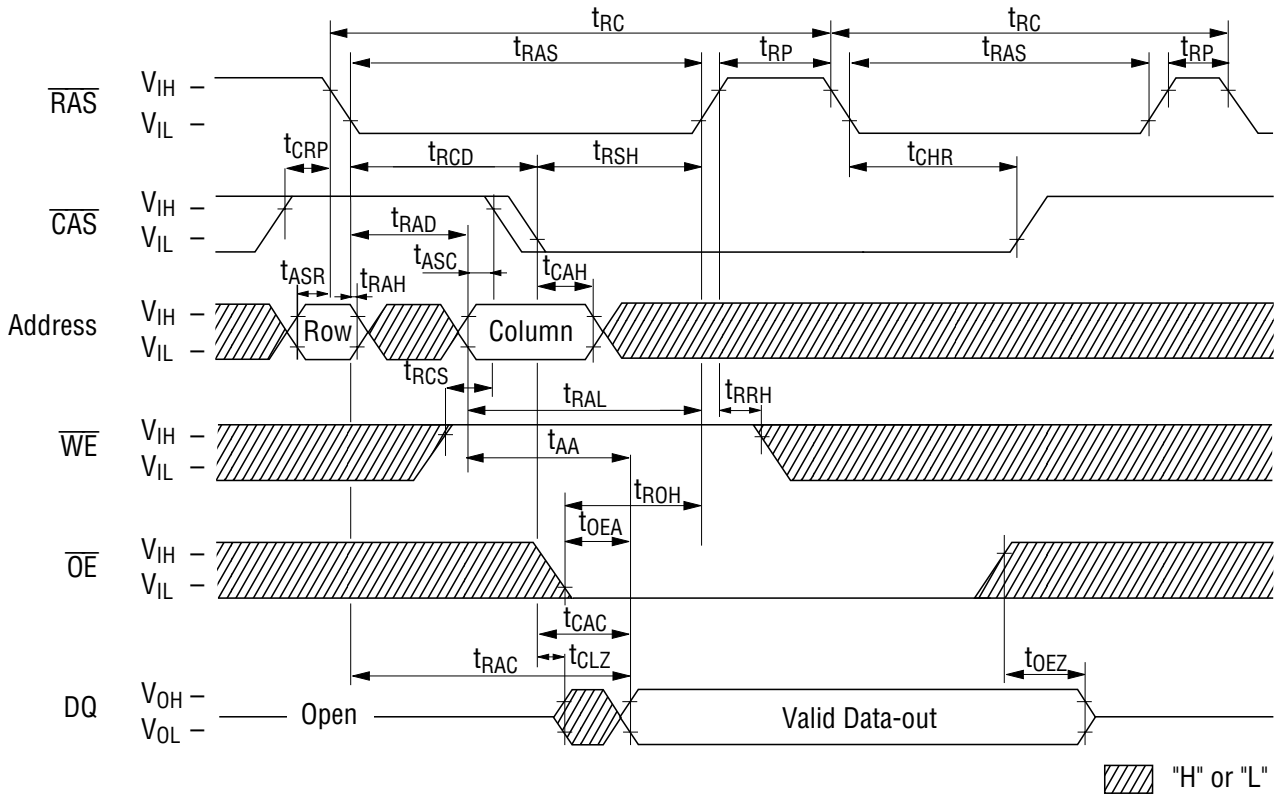 tRC tRC
tRAS tRP tRAS tRP
RAS VIH –
VIL –
tCRP tRCD tRSH tCHR
CAS VIH –
VIL –
tRAD
tASC tCAH
tASR tRAH
Address VIH –
VIL –
Row Column
tRCS
tRAL tRRH
WE VIH –
VIL –
tAA
tROH
tOEA
OE VIH –
VIL –
tCAC
tRAC tCLZ tOEZ
DQ VOH –
VOL –
Open Valid Data-out
"H" or "L"